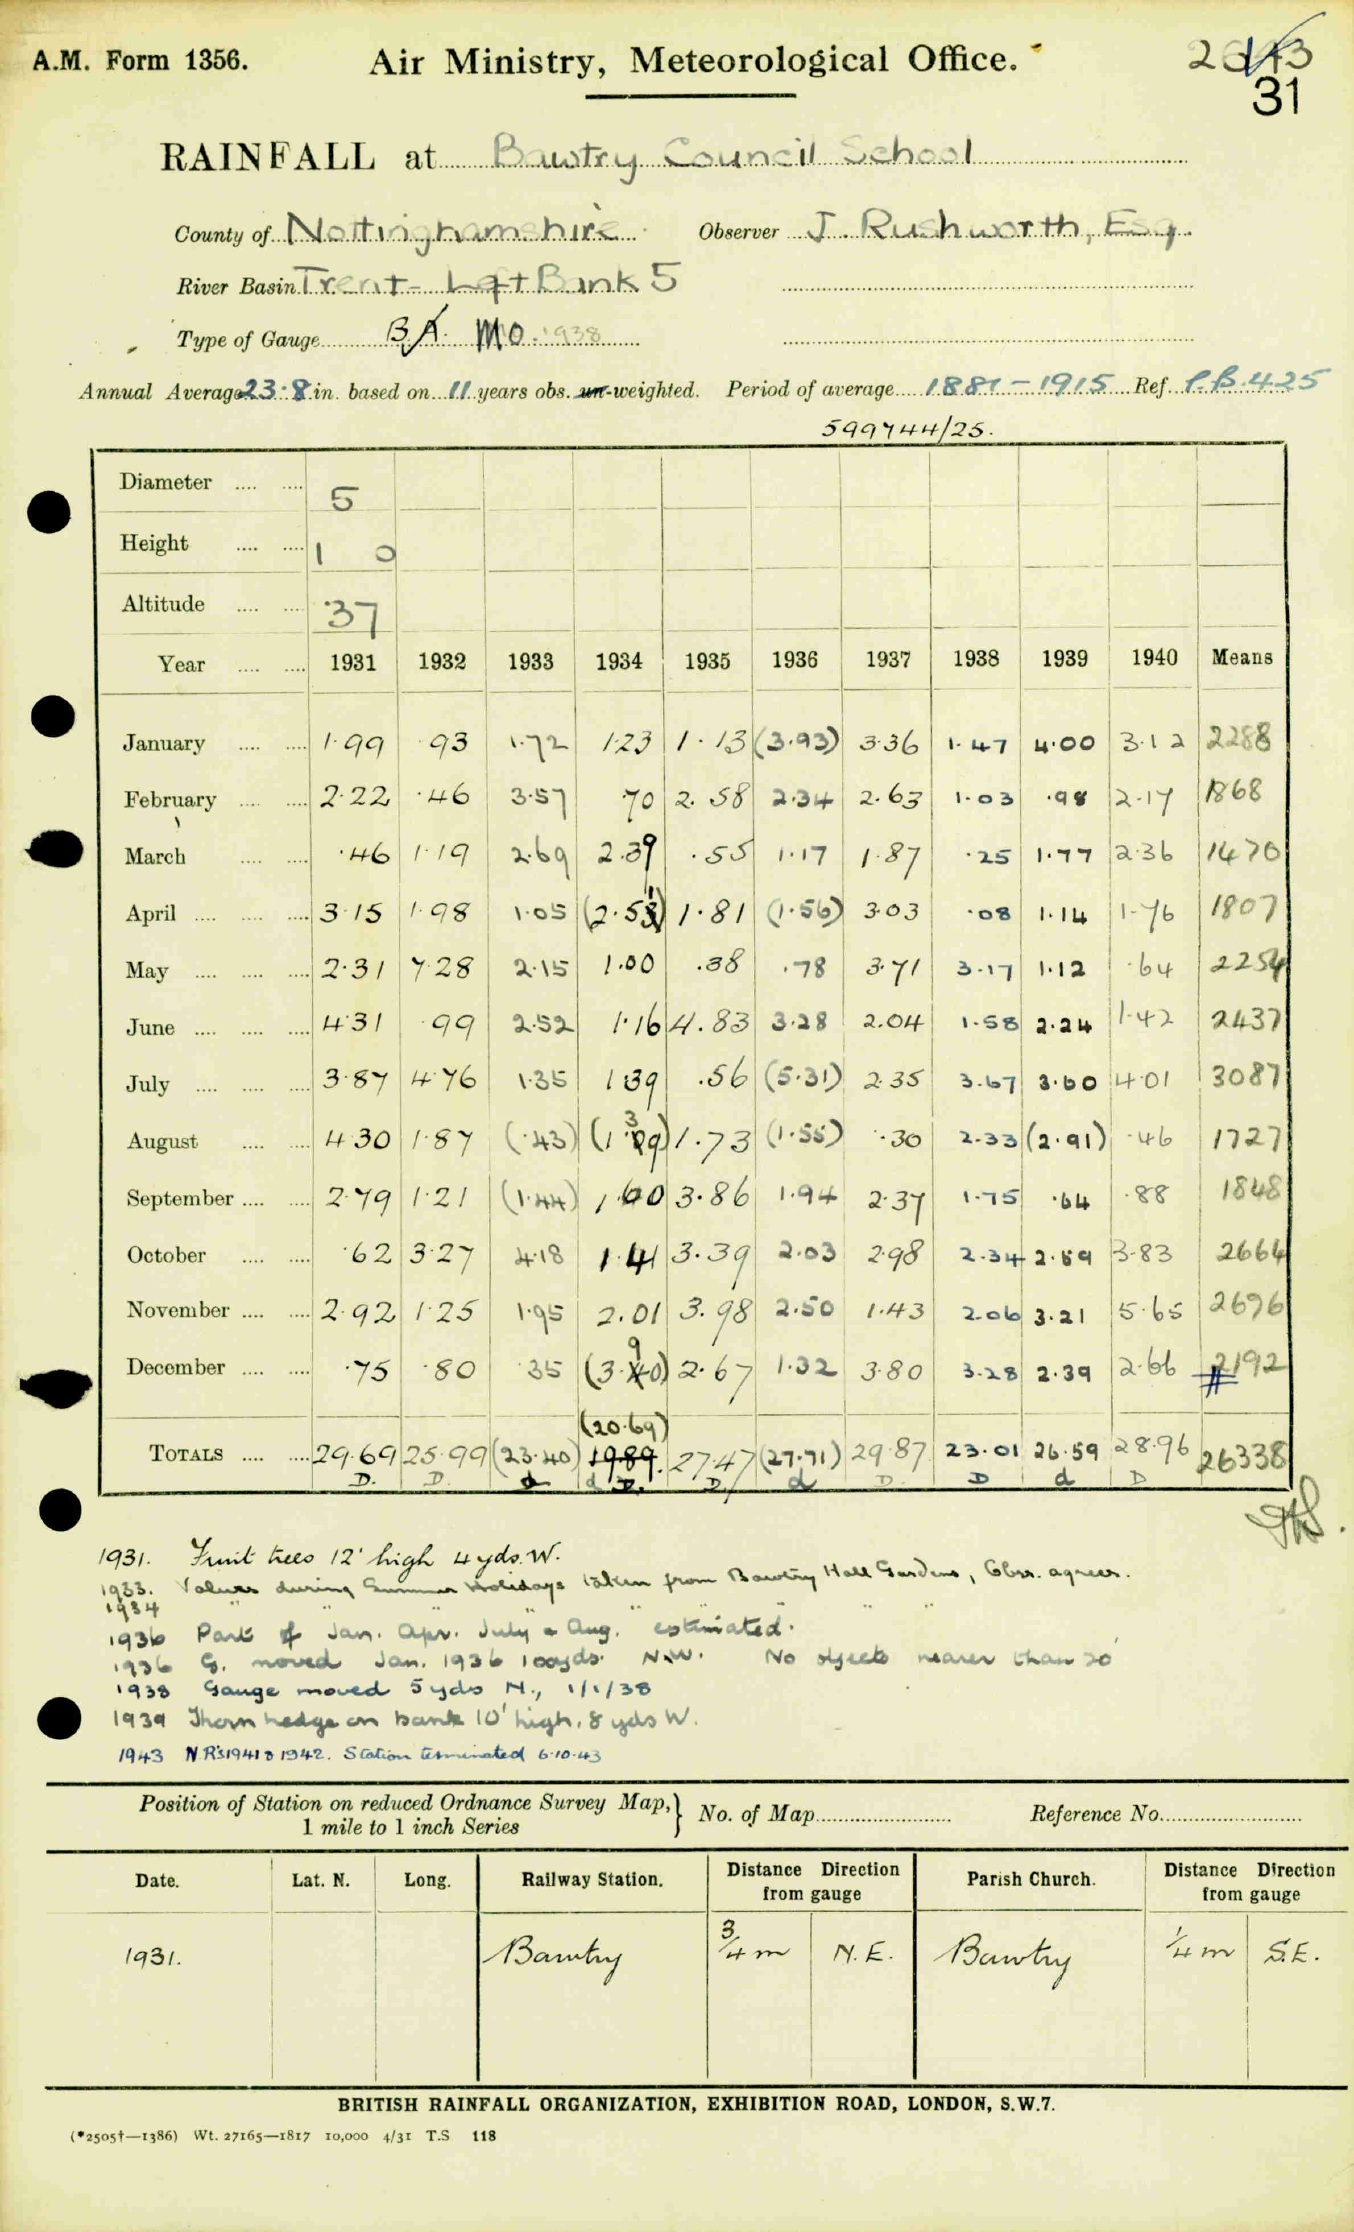 A.M. Form 1356. Air Ministry, Meteorological Office.
31
RAINFALL at Bawtry Council School
County of Nottinghamshire Observer J. Rushworth, Esq.
River Basin Trent - Left Bank 5
Type of Gauge B.A. MO. 1938
Annual Average 23.8 in. based on 11 years obs. un-weighted. Period of average 1881-1915 Ref. P.B. 425
599744/25.
Diameter .... .... 5
Height .... .... 1 0
Altitude .... .... 37
Year .... .... 1931 1932 1933 1934 1935 1936 1937 1938 1939 1940 Means
January .... .... 1.99 .93 1.72 1.23 1.13 (3.93) 3.36 1.47 4.00 3.12 2288
February .... .... 2.22 .46 3.57 70 2.58 2.34 2.63 1.03 .98 2.17 1868
March .... .... .46 1.19 2.69 2.39 .55 1.17 1.87 .25 1.77 2.36 1470
April .... .... .... 3.15 1.98 1.05 (2.51) 1.81 (1.56) 3.03 .08 1.14 1.76 1807
May .... .... .... 2.31 7.28 2.15 1.00 .38 .78 3.71 3.17 1.12 .64 2254
June .... .... .... 4.31 .99 2.52 1.16 4.83 3.28 2.04 1.58 2.24 1.42 2437
July .... .... .... 3.87 4.76 1.35 1 39 .56 (5.31) 2.35 3.67 3.60 4.01 3087
August .... .... 4 30 1.87 (.43) (1.39) 1.73 (1.55) .30 2.33 (2.91) .46 1727
September .... .... 2.79 1.21 (1.44) 1.60 3.86 1.94 2.37 1.75 .64 .88 1848
October .... .... .62 3.27 4.18 1.41 3.39 2.03 2.98 2.34 2.59 3.83 2664
November .... .... 2.92 1.25 1.95 2.01 3.98 2.50 1.43 2.06 3.21 5.65 2696
December .... .... .75 .80 35 (3.90) 2.67 1.32 3.80 3.28 2.39 2.66 2192
(20.69)
TOTALS .... .... 29.69 25.99 (23.40) 19.89. 27.47 (27.71) 29.87 23.01 26.59 28.96 26338
D. D. d d D. D. d D. D d D
1931. Fruit trees 12' high 4 yds. W.
1933. Values during Summer Holidays taken from Bawtry Hall Gardens, Obsr. agrees.
1934 " " " " " "
1936 Part of Jan. Apr. July & Aug. estimated.
1936 G. moved Jan. 1936 100yds. N.W. No objects nearer than 20'
1938 Gauge moved 5 yds N., 1/1/38
1939 Thorn hedge on bank 10' high, 8 yds W.
1943 N R's 1941 & 1942. Station terminated 6.10.43
Position of Station on reduced Ordnance Survey Map, } No. of Map Reference No.
1 mile to 1 inch Series
Date. Lat. N. Long. Railway Station. Distance Direction from gauge Parish Church. Distance Direction from gauge
1931. Bawtry 3/4 m N.E. Bawtry 1/4 m S.E.
BRITISH RAINFALL ORGANIZATION, EXHIBITION ROAD, LONDON, S.W.7.
(*2505†—1386) Wt. 27165—1817 10,000 4/31 T.S 118